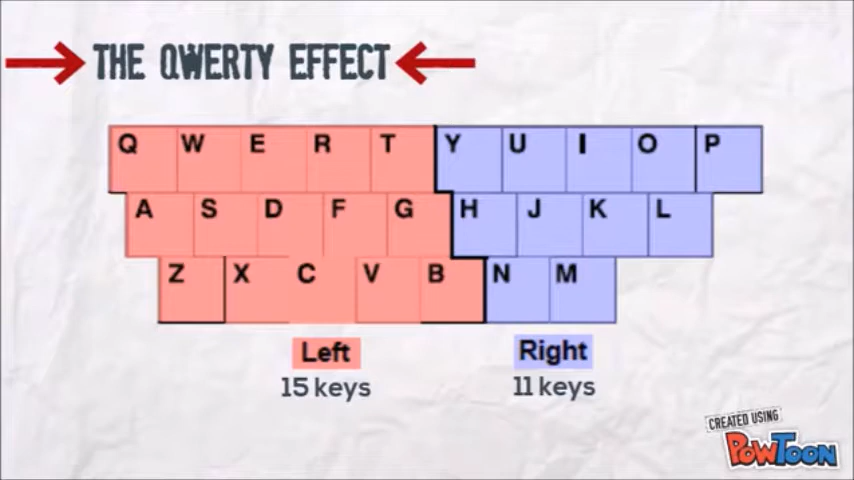 THE QWERTY EFFECT
Q W E R T Y U I O P
A S D F G H J K L
Z X C V B N M
Left Right
15 keys 11 keys
CREATED USING
POWTOON